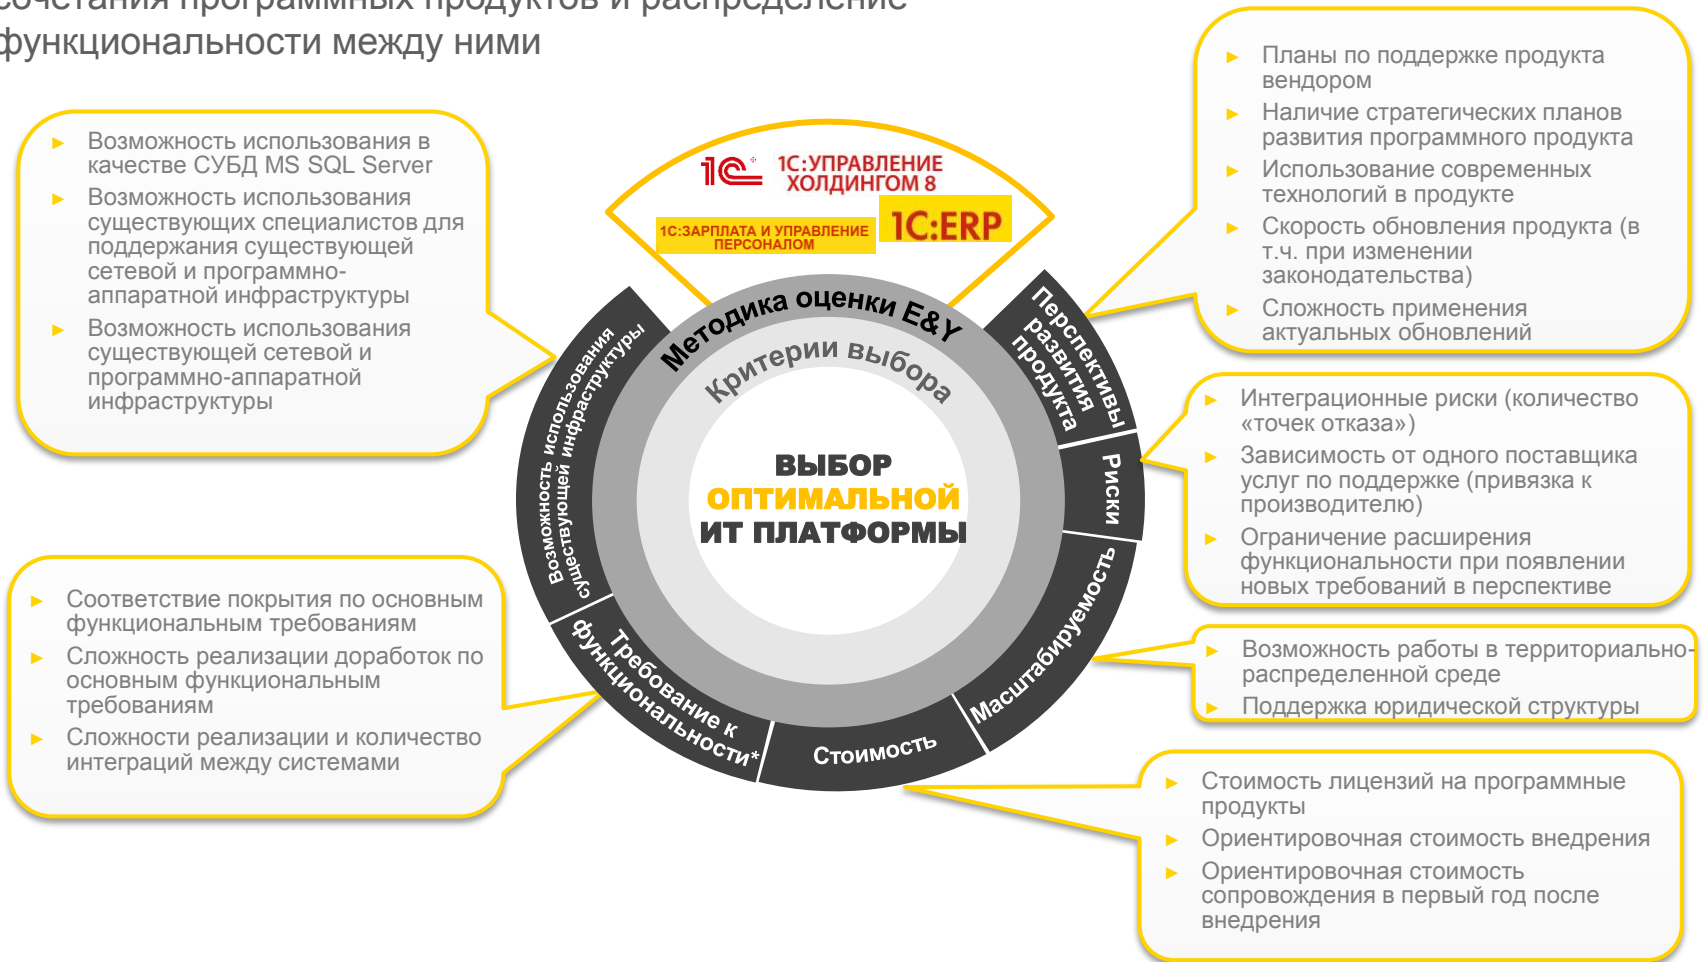 сочетания программных продуктов и распределение
функциональности между ними
► Возможность использования в
качестве СУБД MS SQL Server
► Возможность использования
существующих специалистов для
поддержания существующей
сетевой и программно-
аппаратной инфраструктуры
► Возможность использования
существующей сетевой и
программно-аппаратной
инфраструктуры
► Соответствие покрытия по основным
функциональным требованиям
► Сложность реализации доработок по
основным функциональным
требованиям
► Сложности реализации и количество
интеграций между системами
1С
1С:УПРАВЛЕНИЕ
ХОЛДИНГОМ 8
1С:ЗАРПЛАТА И УПРАВЛЕНИЕ
ПЕРСОНАЛОМ
1С:ERP
Методика оценки E&Y
Критерии выбора
ВЫБОР
ОПТИМАЛЬНОЙ
ИТ ПЛАТФОРМЫ
Возможность использования
существующей инфраструктуры
Требование к
функциональности*
Стоимость
Масштабируемость
Риски
Перспективы
развития
продукта
► Планы по поддержке продукта
вендором
► Наличие стратегических планов
развития программного продукта
► Использование современных
технологий в продукте
► Скорость обновления продукта (в
т.ч. при изменении
законодательства)
► Сложность применения
актуальных обновлений
► Интеграционные риски (количество
«точек отказа»)
► Зависимость от одного поставщика
услуг по поддержке (привязка к
производителю)
► Ограничение расширения
функциональности при появлении
новых требований в перспективе
► Возможность работы в территориально-
распределенной среде
► Поддержка юридической структуры
► Стоимость лицензий на программные
продукты
► Ориентировочная стоимость внедрения
► Ориентировочная стоимость
сопровождения в первый год после
внедрения